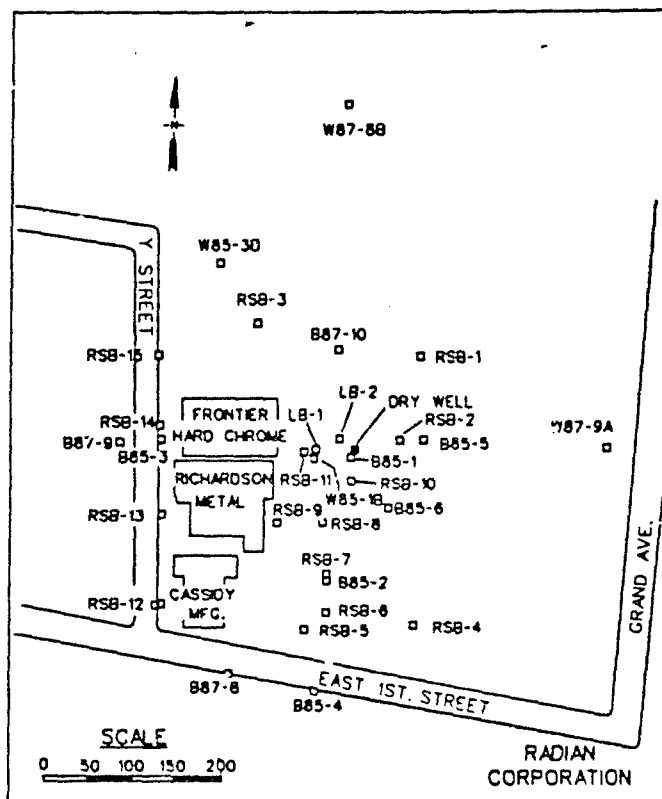 W87-8B
W85-3D
Y STREET
RSB-3
B87-10
RSB-15
RSB-1
LB-2
DRY WELL
LB-1
RSB-14
FRONTIER
HARD CHROME
RSB-2
W87-9A
B87-9
B85-3
B85-5
B85-1
RSB-11
RSB-10
RICHARDSON
METAL
W85-1B
B85-6
RSB-9
RSB-8
RSB-13
RSB-7
B85-2
RSB-12
CASSIDY
MFG.
RSB-6
RSB-5
RSB-4
GRAND AVE.
EAST 1ST. STREET
B87-8
B85-4
SCALE
0 50 100 150 200
RADIAN
CORPORATION